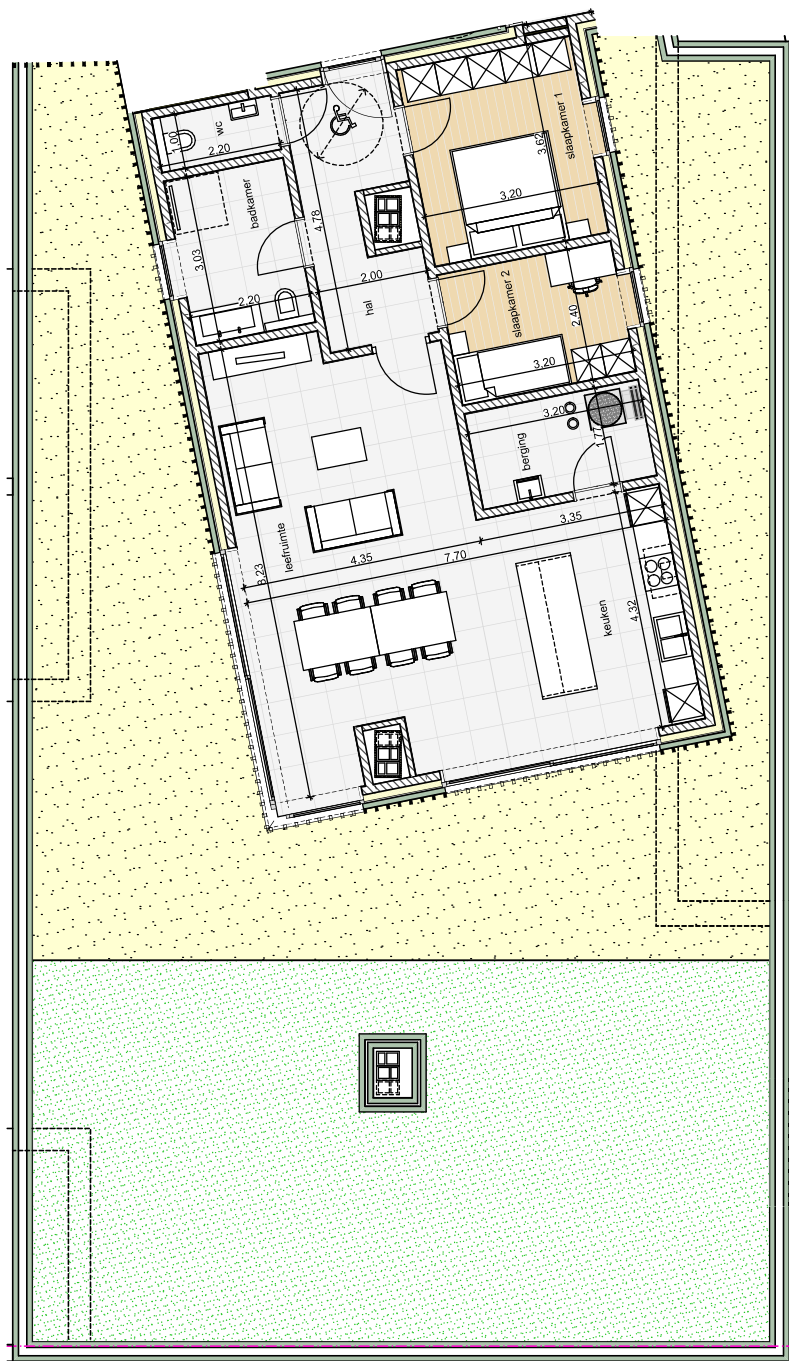 slaapkamer 1
3,62
3,20
wc
1,00
2,20
badkamer
3,03
2,20
4,78
2,00
hal
slaapkamer 2
2,40
3,20
3,20
1,77
berging
leefruimte
8,23
4,35
7,70
3,35
keuken
4,32